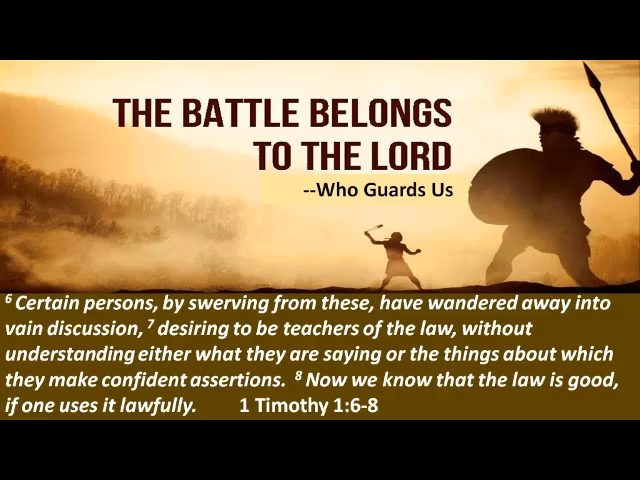 THE BATTLE BELONGS
TO THE LORD
--Who Guards Us
6 Certain persons, by swerving from these, have wandered away into
vain discussion, 7 desiring to be teachers of the law, without
understanding either what they are saying or the things about which
they make confident assertions. 8 Now we know that the law is good,
if one uses it lawfully. 1 Timothy 1:6-8